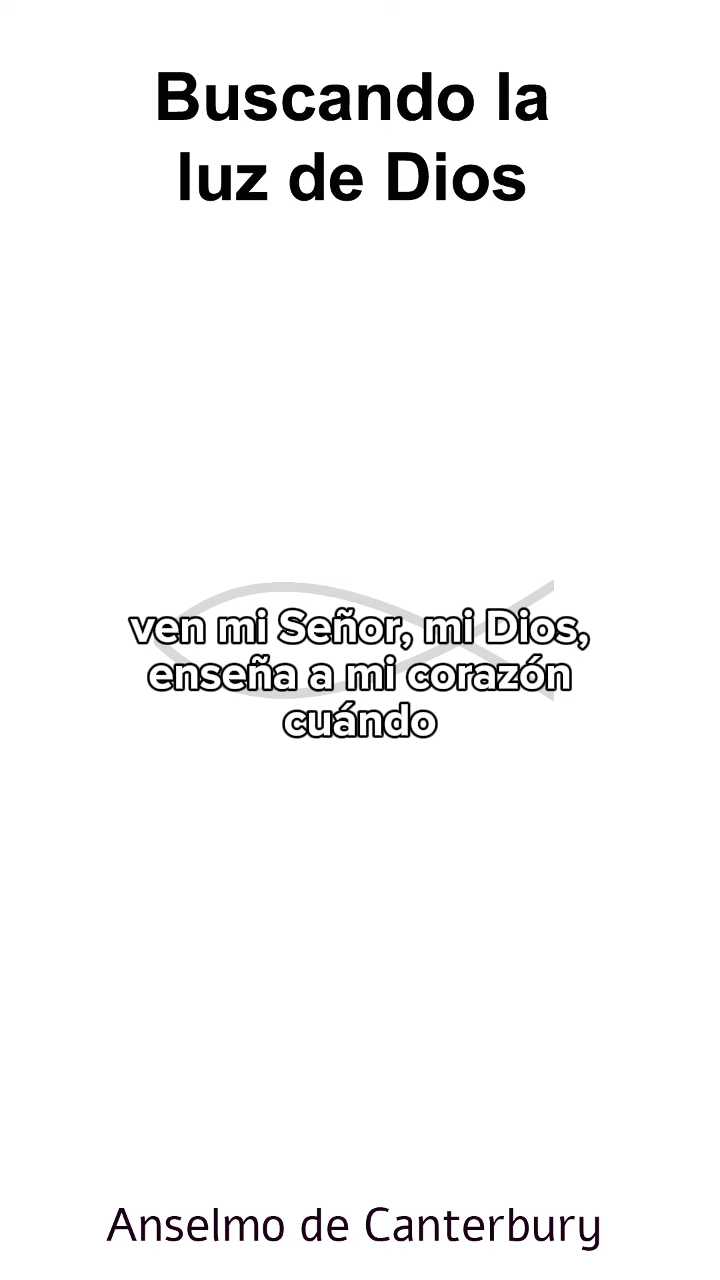 Buscando la
luz de Dios
ven mi Señor, mi Dios,
enseña a mi corazón
cuándo
Anselmo de Canterbury